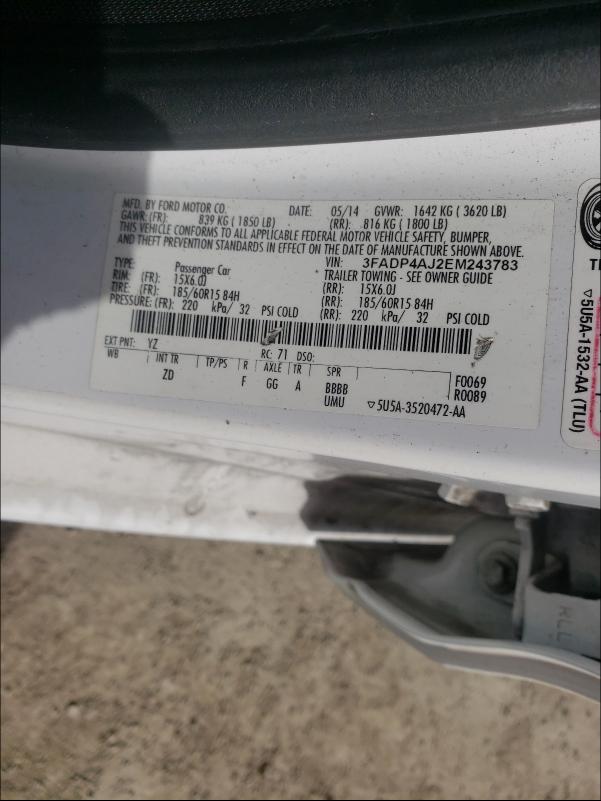 MFD. BY FORD MOTOR CO. DATE: 05/14 GVWR: 1642 KG ( 3620 LB)
GAWR: (FR): 839 KG ( 1850 LB) (RR): 816 KG ( 1800 LB)
THIS VEHICLE CONFORMS TO ALL APPLICABLE FEDERAL MOTOR VEHICLE SAFETY, BUMPER,
AND THEFT PREVENTION STANDARDS IN EFFECT ON THE DATE OF MANUFACTURE SHOWN ABOVE.
VIN: 3FADP4AJ2EM243783
TYPE: Passenger Car TRAILER TOWING - SEE OWNER GUIDE
RIM: (FR): 15X6.0J (RR): 15X6.0J
TIRE: (FR): 185/60R15 84H (RR): 185/60R15 84H
PRESSURE: (FR): 220 kPa/ 32 PSI COLD (RR): 220 kPa/ 32 PSI COLD
EXT PNT: YZ RC: 71 DSO:
WB INT TR TP/PS R AXLE TR SPR
ZD F GG A BBBB F0069
UMU R0089
▽5U5A-3520472-AA
▽5U5A-1532-AA (TLU)